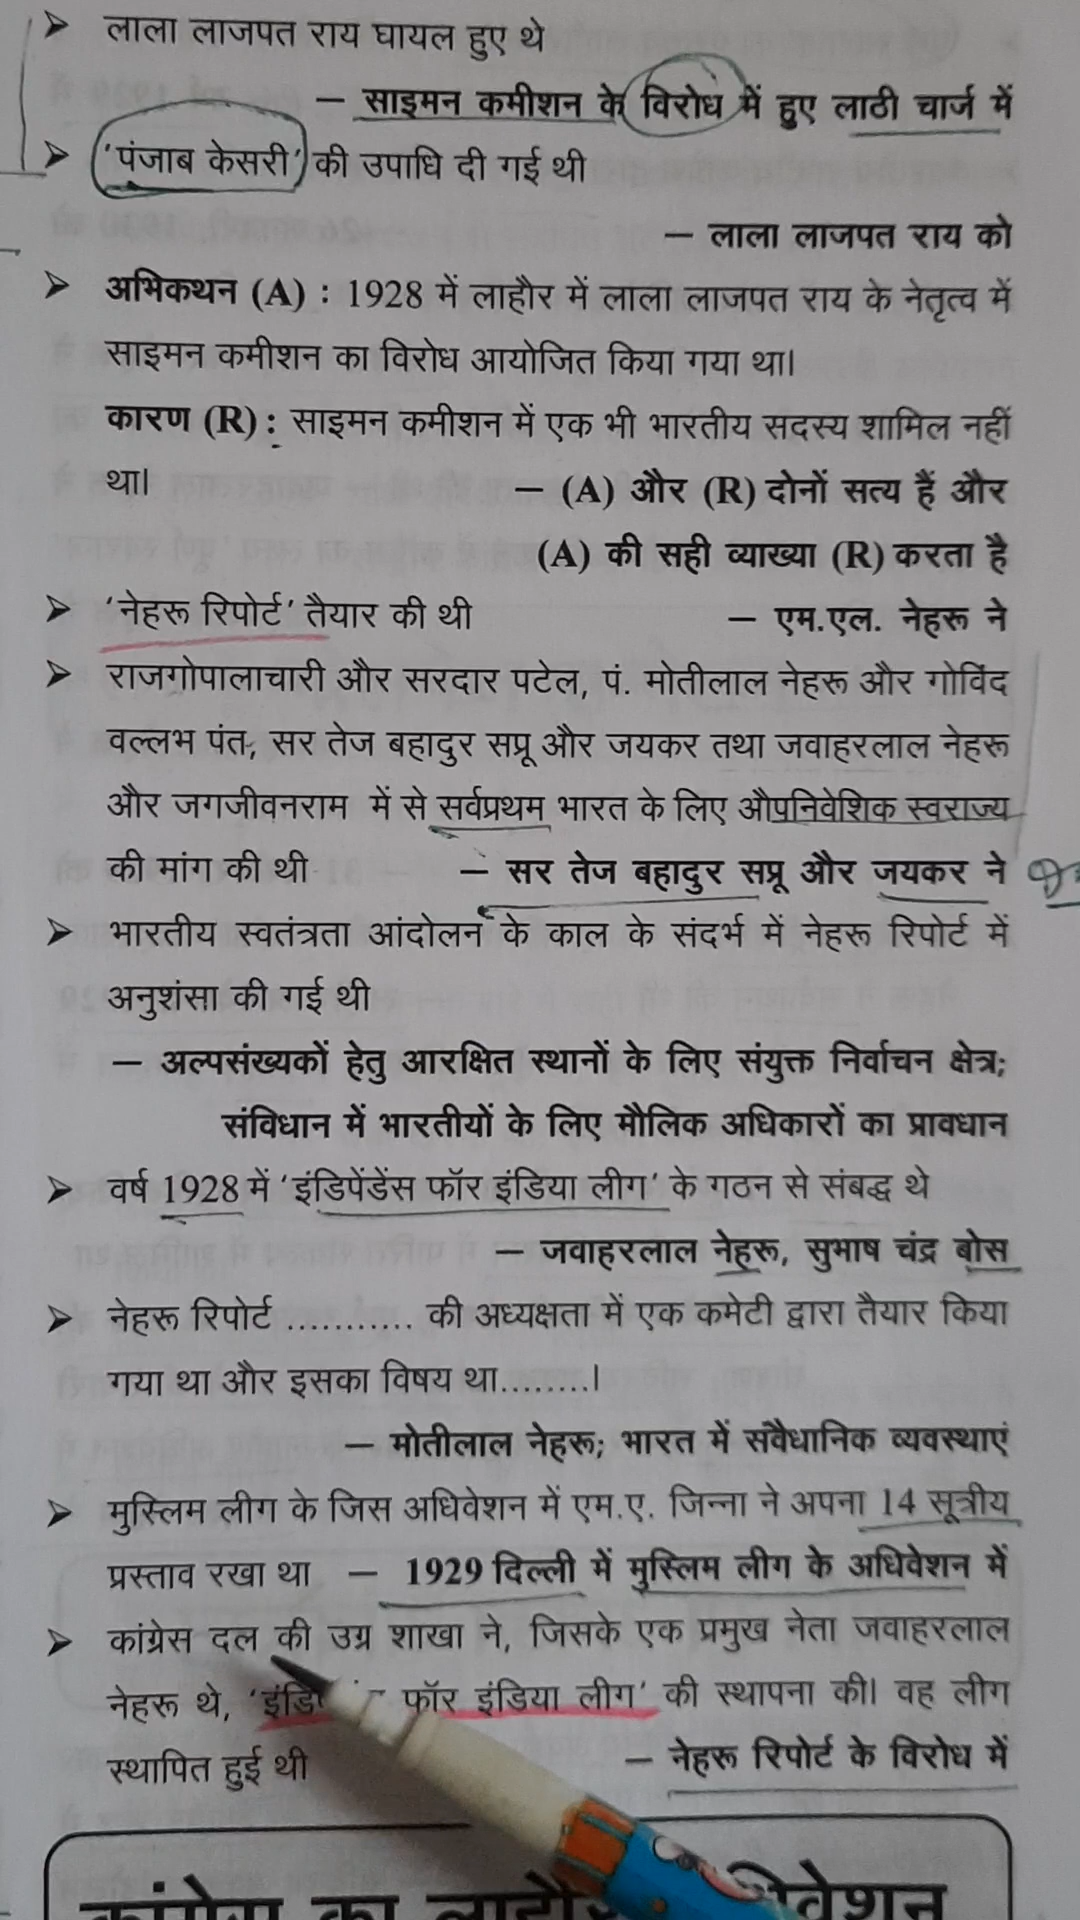 ➤ लाला लाजपत राय घायल हुए थे
— साइमन कमीशन के विरोध में हुए लाठी चार्ज में
➤ 'पंजाब केसरी' की उपाधि दी गई थी
— लाला लाजपत राय को
➤ अभिकथन (A) : 1928 में लाहौर में लाला लाजपत राय के नेतृत्व में
साइमन कमीशन का विरोध आयोजित किया गया था।
कारण (R) : साइमन कमीशन में एक भी भारतीय सदस्य शामिल नहीं
था। — (A) और (R) दोनों सत्य हैं और
(A) की सही व्याख्या (R) करता है
➤ 'नेहरू रिपोर्ट' तैयार की थी — एम.एल. नेहरू ने
➤ राजगोपालाचारी और सरदार पटेल, पं. मोतीलाल नेहरू और गोविंद
वल्लभ पंत, सर तेज बहादुर सप्रू और जयकर तथा जवाहरलाल नेहरू
और जगजीवनराम में से सर्वप्रथम भारत के लिए औपनिवेशिक स्वराज्य
की मांग की थी — सर तेज बहादुर सप्रू और जयकर ने
➤ भारतीय स्वतंत्रता आंदोलन के काल के संदर्भ में नेहरू रिपोर्ट में
अनुशंसा की गई थी
— अल्पसंख्यकों हेतु आरक्षित स्थानों के लिए संयुक्त निर्वाचन क्षेत्र;
संविधान में भारतीयों के लिए मौलिक अधिकारों का प्रावधान
➤ वर्ष 1928 में 'इंडिपेंडेंस फॉर इंडिया लीग' के गठन से संबद्ध थे
— जवाहरलाल नेहरू, सुभाष चंद्र बोस
➤ नेहरू रिपोर्ट ........... की अध्यक्षता में एक कमेटी द्वारा तैयार किया
गया था और इसका विषय था........।
— मोतीलाल नेहरू; भारत में संवैधानिक व्यवस्थाएं
➤ मुस्लिम लीग के जिस अधिवेशन में एम.ए. जिन्ना ने अपना 14 सूत्रीय
प्रस्ताव रखा था — 1929 दिल्ली में मुस्लिम लीग के अधिवेशन में
➤ कांग्रेस दल की उग्र शाखा ने, जिसके एक प्रमुख नेता जवाहरलाल
नेहरू थे, फॉर इंडिया लीग' की स्थापना की। वह लीग
स्थापित हुई थी — नेहरू रिपोर्ट के विरोध में
कांग्रेस का